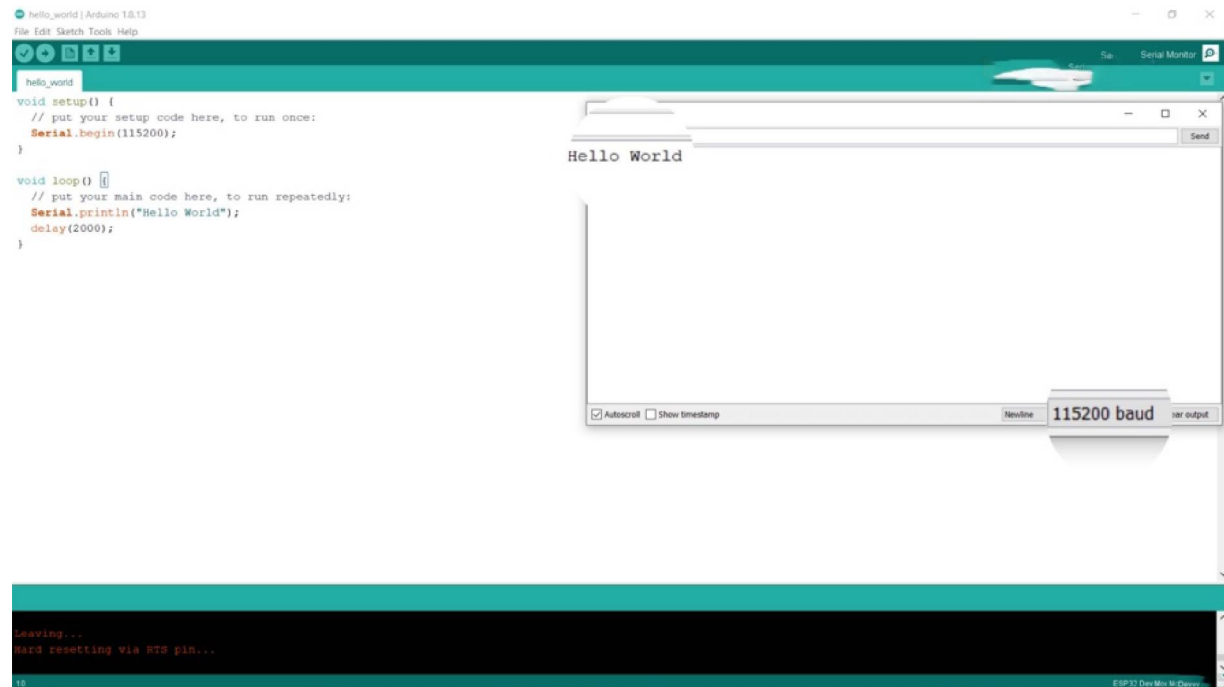 hello_world | Arduino 1.8.13
File Edit Sketch Tools Help
Serial Monitor
hello_world
void setup() {
  // put your setup code here, to run once:
  Serial.begin(115200);
}
void loop() {
  // put your main code here, to run repeatedly:
  Serial.println("Hello World");
  delay(2000);
}
Send
Hello World
Autoscroll Show timestamp Newline 115200 baud output
Leaving...
Hard resetting via RTS pin...
10 ESP32 Dev